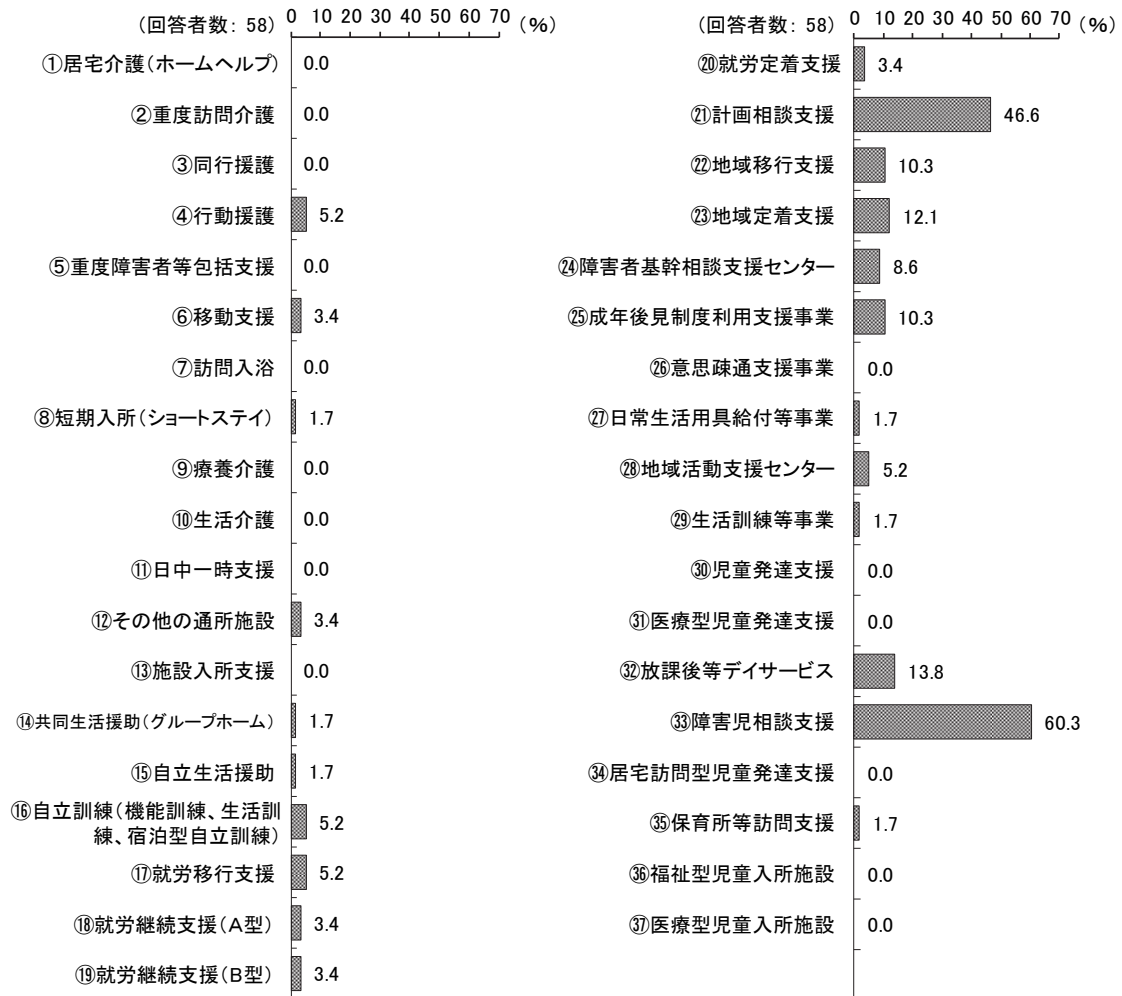 (回答者数: 58)
0 10 20 30 40 50 60 70 (%)
①居宅介護(ホームヘルプ) 0.0
②重度訪問介護 0.0
③同行援護 0.0
④行動援護 5.2
⑤重度障害者等包括支援 0.0
⑥移動支援 3.4
⑦訪問入浴 0.0
⑧短期入所(ショートステイ) 1.7
⑨療養介護 0.0
⑩生活介護 0.0
⑪日中一時支援 0.0
⑫その他の通所施設 3.4
⑬施設入所支援 0.0
⑭共同生活援助(グループホーム) 1.7
⑮自立生活援助 1.7
⑯自立訓練(機能訓練、生活訓
練、宿泊型自立訓練) 5.2
⑰就労移行支援 5.2
⑱就労継続支援(A型) 3.4
⑲就労継続支援(B型) 3.4
(回答者数: 58)
0 10 20 30 40 50 60 70 (%)
⑳就労定着支援 3.4
㉑計画相談支援 46.6
㉒地域移行支援 10.3
㉓地域定着支援 12.1
㉔障害者基幹相談支援センター 8.6
㉕成年後見制度利用支援事業 10.3
㉖意思疎通支援事業 0.0
㉗日常生活用具給付等事業 1.7
㉘地域活動支援センター 5.2
㉙生活訓練等事業 1.7
㉚児童発達支援 0.0
㉛医療型児童発達支援 0.0
㉜放課後等デイサービス 13.8
㉝障害児相談支援 60.3
㉞居宅訪問型児童発達支援 0.0
㉟保育所等訪問支援 1.7
㊱福祉型児童入所施設 0.0
㊲医療型児童入所施設 0.0